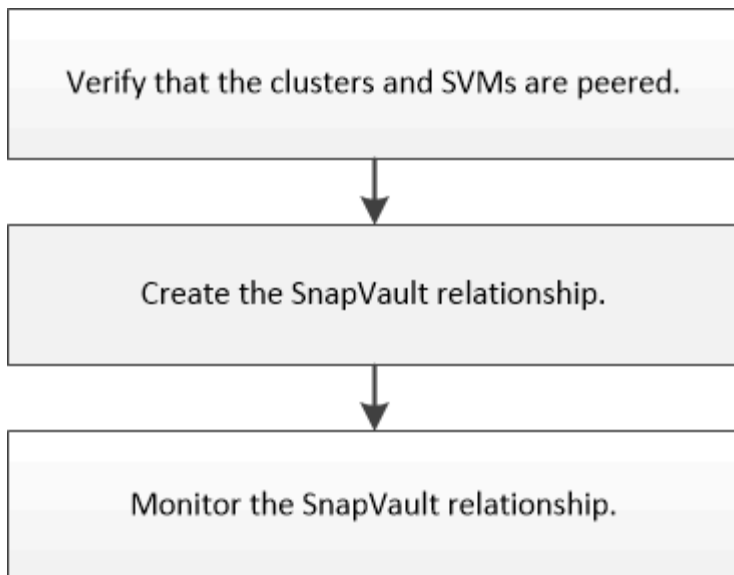 Verify that the clusters and SVMs are peered.
Create the SnapVault relationship.
Monitor the SnapVault relationship.